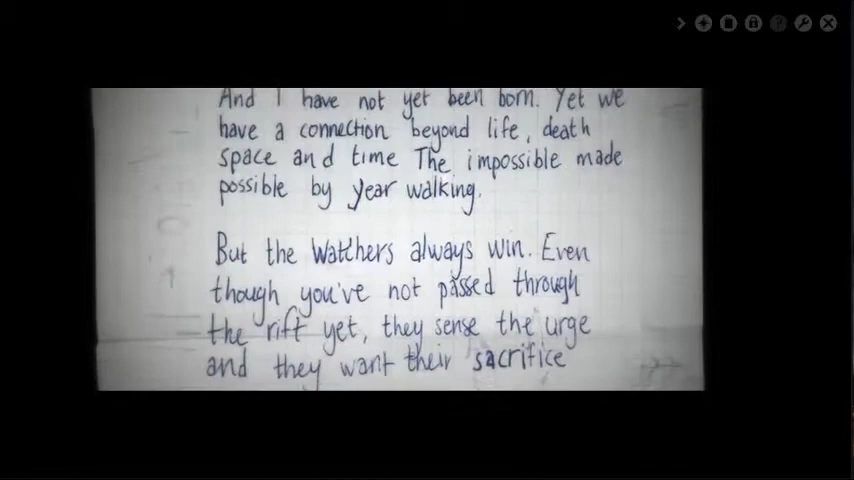 And I have not yet been born. Yet we
have a connection beyond life, death
space and time The impossible made
possible by year walking.
But the Watchers always win. Even
though you've not passed through
the rift yet, they sense the urge
and they want their sacrifice